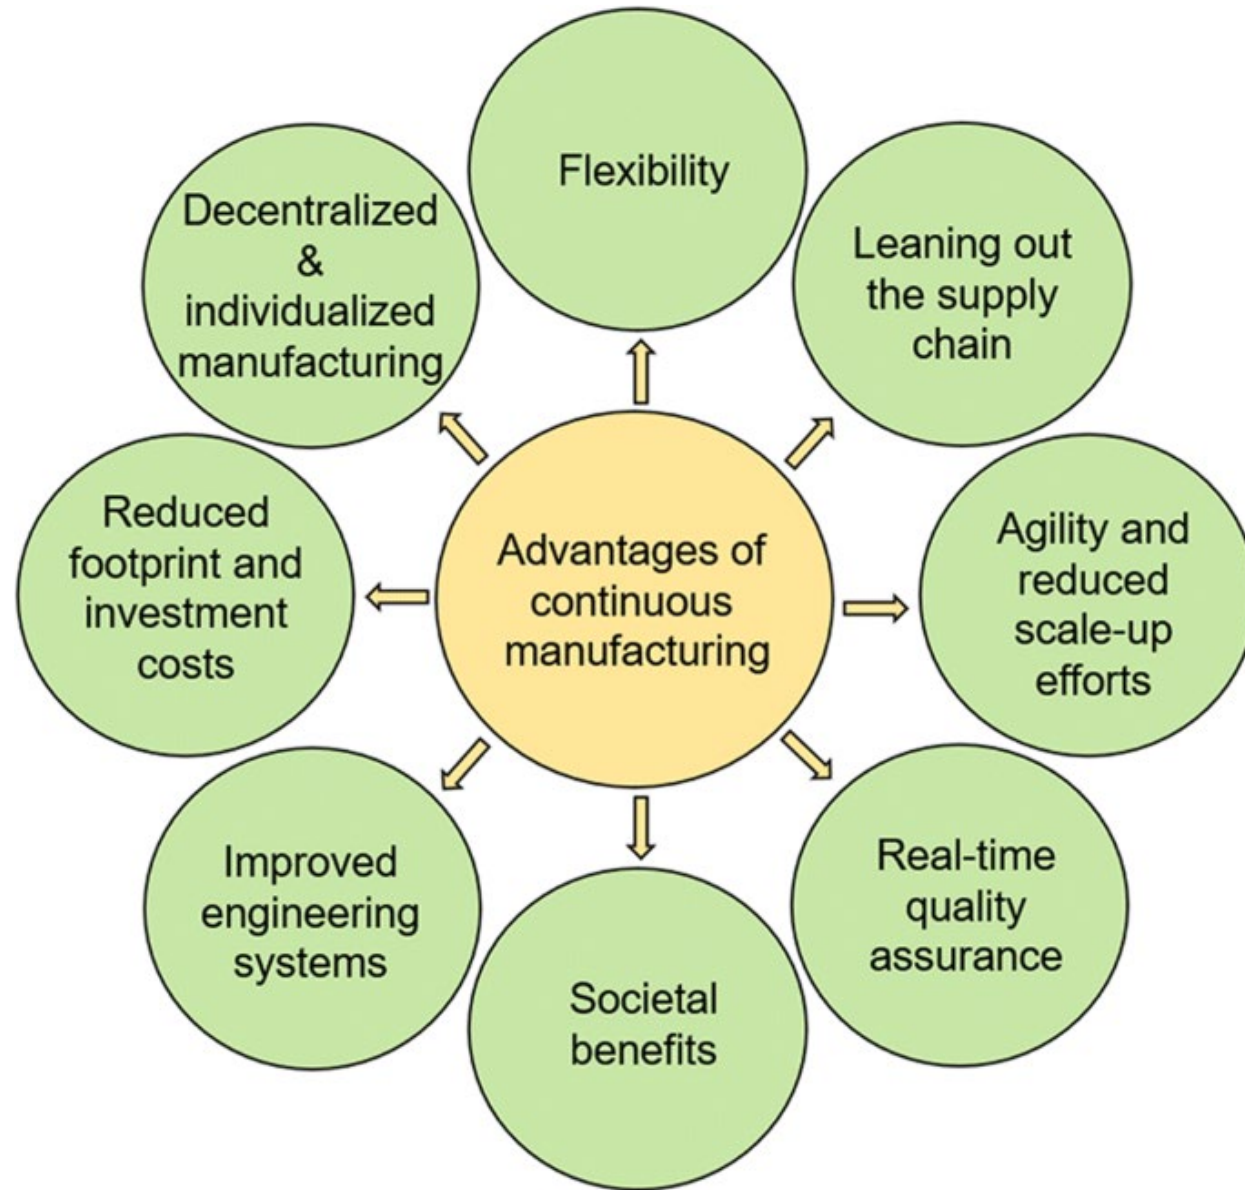 Flexibility
Leaning out
the supply
chain
Agility and
reduced
scale-up
efforts
Real-time
quality
assurance
Societal
benefits
Improved
engineering
systems
Reduced
footprint and
investment
costs
Decentralized
&
individualized
manufacturing
Advantages of
continuous
manufacturing